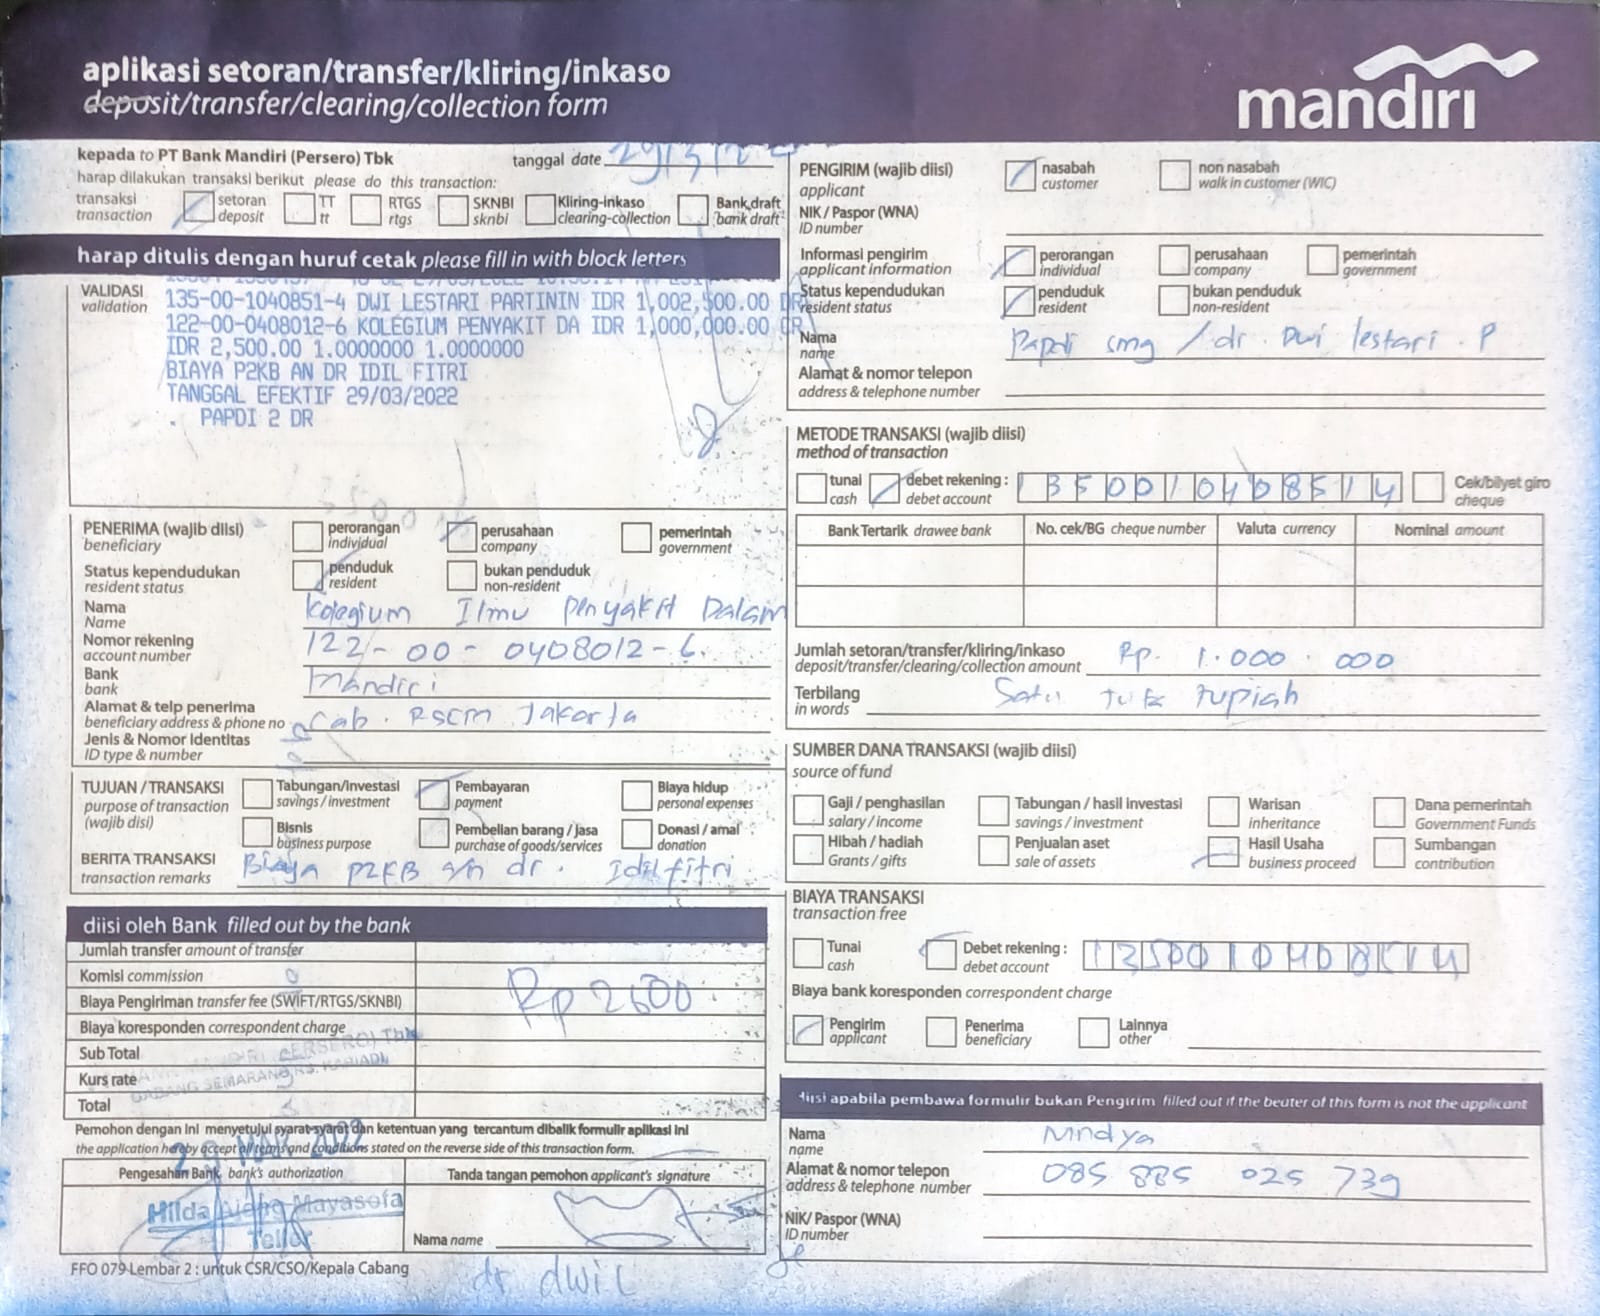 aplikasi setoran/transfer/kliring/inkaso
deposit/transfer/clearing/collection form
mandiri
kepada to PT Bank Mandiri (Persero) Tbk
tanggal date
harap dilakukan transaksi berikut please do this transaction:
transaksi transaction
setoran deposit
TT tt
RTGS rtgs
SKNBI sknbi
Kliring-inkaso clearing-collection
Bank draft bank draft
harap ditulis dengan huruf cetak please fill in with block letters
VALIDASI
validation
135-00-1040851-4 DWI LESTARI PARTININ IDR 1,002,500.00 DR
122-00-0408012-6 KOLEGIUM PENYAKIT DA IDR 1,000,000.00 CR
IDR 2,500.00 1.0000000 1.0000000
BIAYA P2KB AN DR IDIL FITRI
TANGGAL EFEKTIF 29/03/2022
. PAPDI 2 DR
PENERIMA (wajib diisi)
beneficiary
perorangan individual
perusahaan company
pemerintah government
Status kependudukan
resident status
penduduk resident
bukan penduduk non-resident
Nama
Name
Kolegium Ilmu Penyakit Dalam
Nomor rekening
account number
122-00-0408012-6.
Bank
bank
Mandiri
Alamat & telp penerima
beneficiary address & phone no
Cab. RSCM Jakarta
Jenis & Nomor Identitas
ID type & number
TUJUAN / TRANSAKSI
purpose of transaction
(wajib disi)
Tabungan/Investasi savings/investment
Pembayaran payment
Biaya hidup personal expenses
Bisnis business purpose
Pembelian barang / jasa purchase of goods/services
Donasi / amal donation
BERITA TRANSAKSI
transaction remarks
Biaya P2KB a/n dr. Idil fitri
diisi oleh Bank filled out by the bank
Jumlah transfer amount of transfer
Komisi commission
Biaya Pengiriman transfer fee (SWIFT/RTGS/SKNBI)
Rp 2500
Biaya koresponden correspondent charge
Sub Total
Kurs rate
Total
Pemohon dengan ini menyetujui syarat-syarat dan ketentuan yang tercantum dibalik formulir aplikasi ini
the application hereby accept all terms and conditions stated on the reverse side of this transaction form.
29 MAR 2022
Pengesahan Bank bank's authorization
Tanda tangan pemohon applicant's signature
Hilda Mayasofa
Teller
Nama name
FFO 079 Lembar 2 : untuk CSR/CSO/Kepala Cabang
PENGIRIM (wajib diisi)
applicant
nasabah customer
non nasabah walk in customer (WIC)
NIK / Paspor (WNA)
ID number
Informasi pengirim
applicant information
perorangan individual
perusahaan company
pemerintah government
Status kependudukan
resident status
penduduk resident
bukan penduduk non-resident
Nama
name
Papdi smg / dr. Dwi lestari. P
Alamat & nomor telepon
address & telephone number
METODE TRANSAKSI (wajib diisi)
method of transaction
tunai cash
debet rekening : debet account
1350010408514
Cek/bilyet giro cheque
Bank Tertarik drawee bank
No. cek/BG cheque number
Valuta currency
Nominal amount
Jumlah setoran/transfer/kliring/inkaso
deposit/transfer/clearing/collection amount
Rp. 1.000.000
Terbilang
in words
Satu juta rupiah
SUMBER DANA TRANSAKSI (wajib diisi)
source of fund
Gaji / penghasilan salary / income
Tabungan / hasil investasi savings / investment
Warisan inheritance
Dana pemerintah Government Funds
Hibah / hadiah Grants / gifts
Penjualan aset sale of assets
Hasil Usaha business proceed
Sumbangan contribution
BIAYA TRANSAKSI
transaction free
Tunai cash
Debet rekening : debet account
1350010408514
Biaya bank koresponden correspondent charge
Pengirim applicant
Penerima beneficiary
Lainnya other
diisi apabila pembawa formulir bukan Pengirim filled out if the beater of this form is not the applicant
Nama
name
Alamat & nomor telepon
address & telephone number
085 885 025 739
NIK/ Paspor (WNA)
ID number